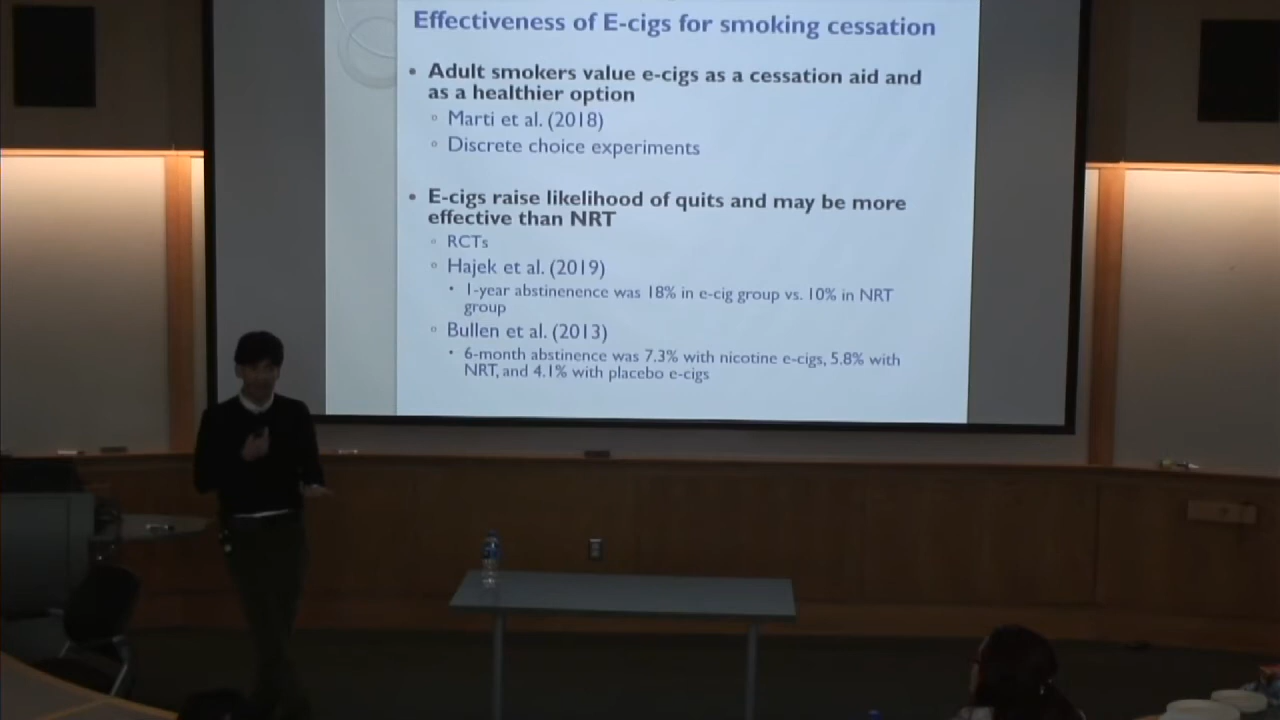 Effectiveness of E-cigs for smoking cessation
• Adult smokers value e-cigs as a cessation aid and
as a healthier option
◦ Marti et al. (2018)
◦ Discrete choice experiments
• E-cigs raise likelihood of quits and may be more
effective than NRT
◦ RCTs
◦ Hajek et al. (2019)
• 1-year abstinenence was 18% in e-cig group vs. 10% in NRT
group
◦ Bullen et al. (2013)
• 6-month abstinence was 7.3% with nicotine e-cigs, 5.8% with
NRT, and 4.1% with placebo e-cigs